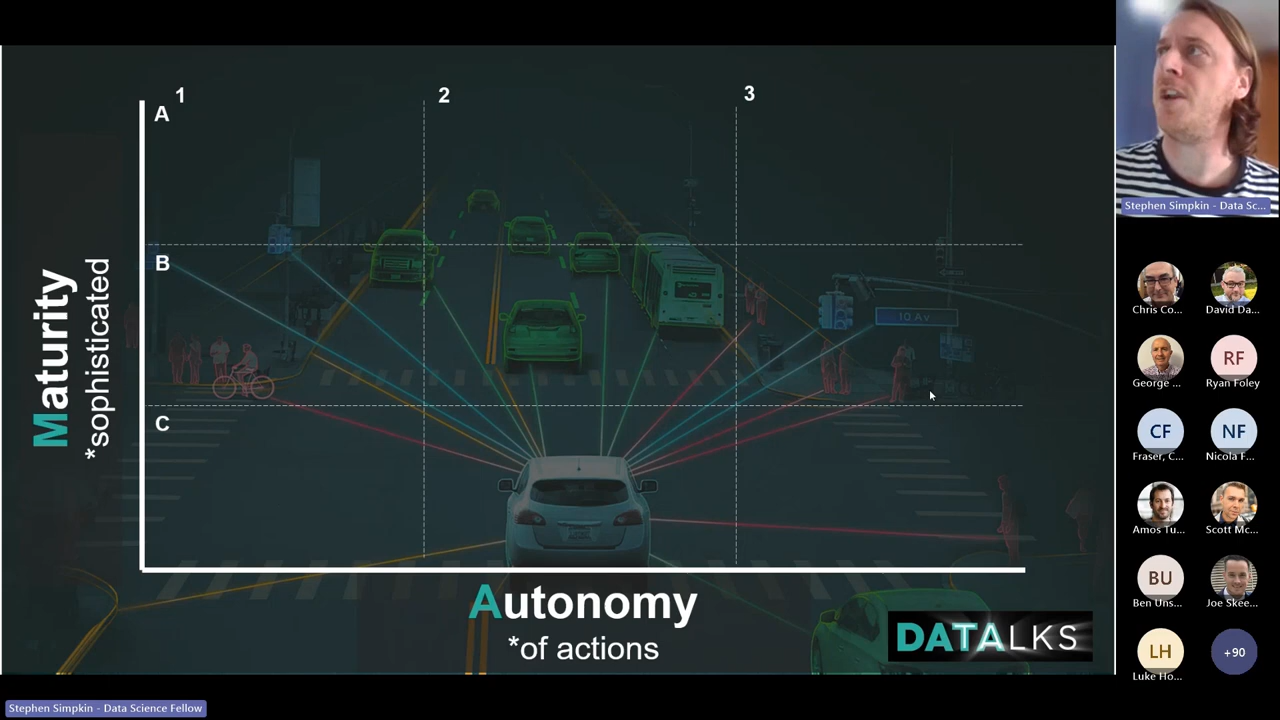 1
2
3
A
B
C
Maturity
*sophisticated
10 Av
Autonomy
*of actions
DATALKS
Stephen Simpkin - Data Sc...
Chris Co...
David Da...
George ...
RF
Ryan Foley
CF
Fraser, C...
NF
Nicola F...
Amos Tu...
Scott Mc...
BU
Ben Uns...
Joe Skee...
LH
Luke Ho...
+90
Stephen Simpkin - Data Science Fellow